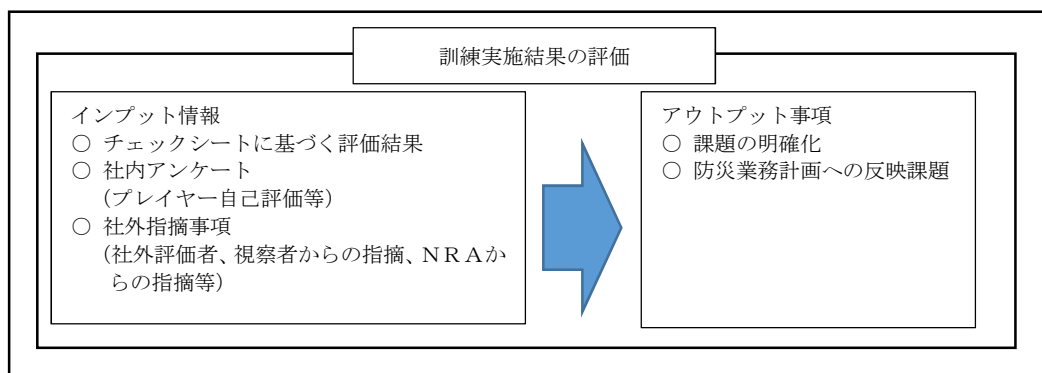 訓練実施結果の評価
インプット情報
○ チェックシートに基づく評価結果
○ 社内アンケート
（プレイヤー自己評価等）
○ 社外指摘事項
（社外評価者、視察者からの指摘、ＮＲＡか
らの指摘等）
アウトプット事項
○ 課題の明確化
○ 防災業務計画への反映課題